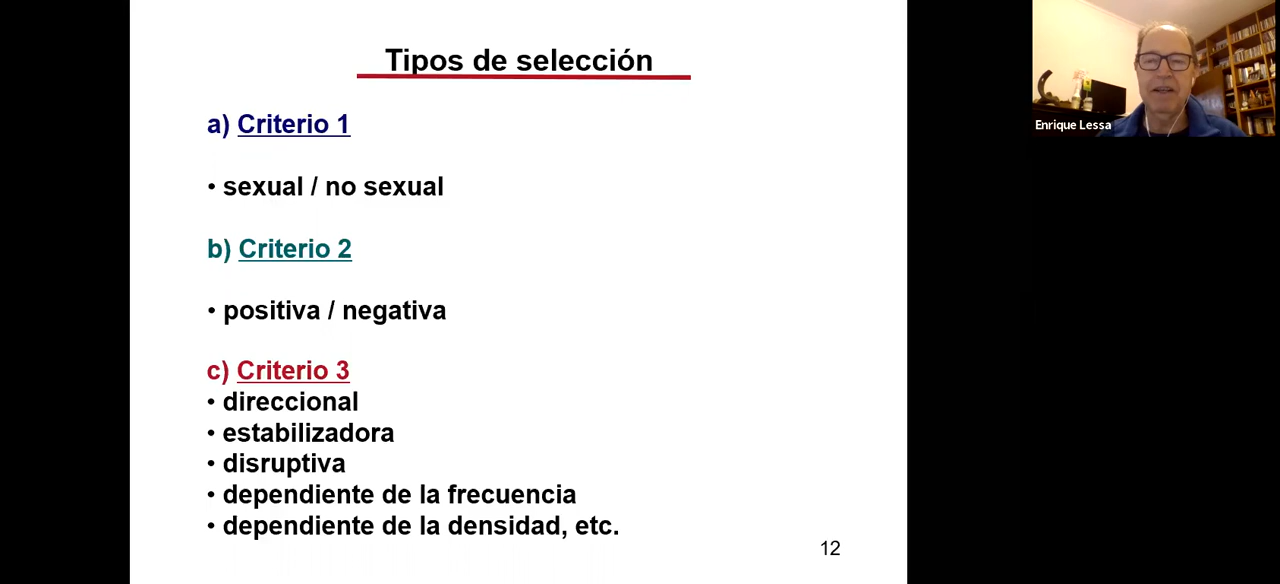 Tipos de selección
a) Criterio 1
• sexual / no sexual
b) Criterio 2
• positiva / negativa
c) Criterio 3
• direccional
• estabilizadora
• disruptiva
• dependiente de la frecuencia
• dependiente de la densidad, etc.
12
Enrique Lessa